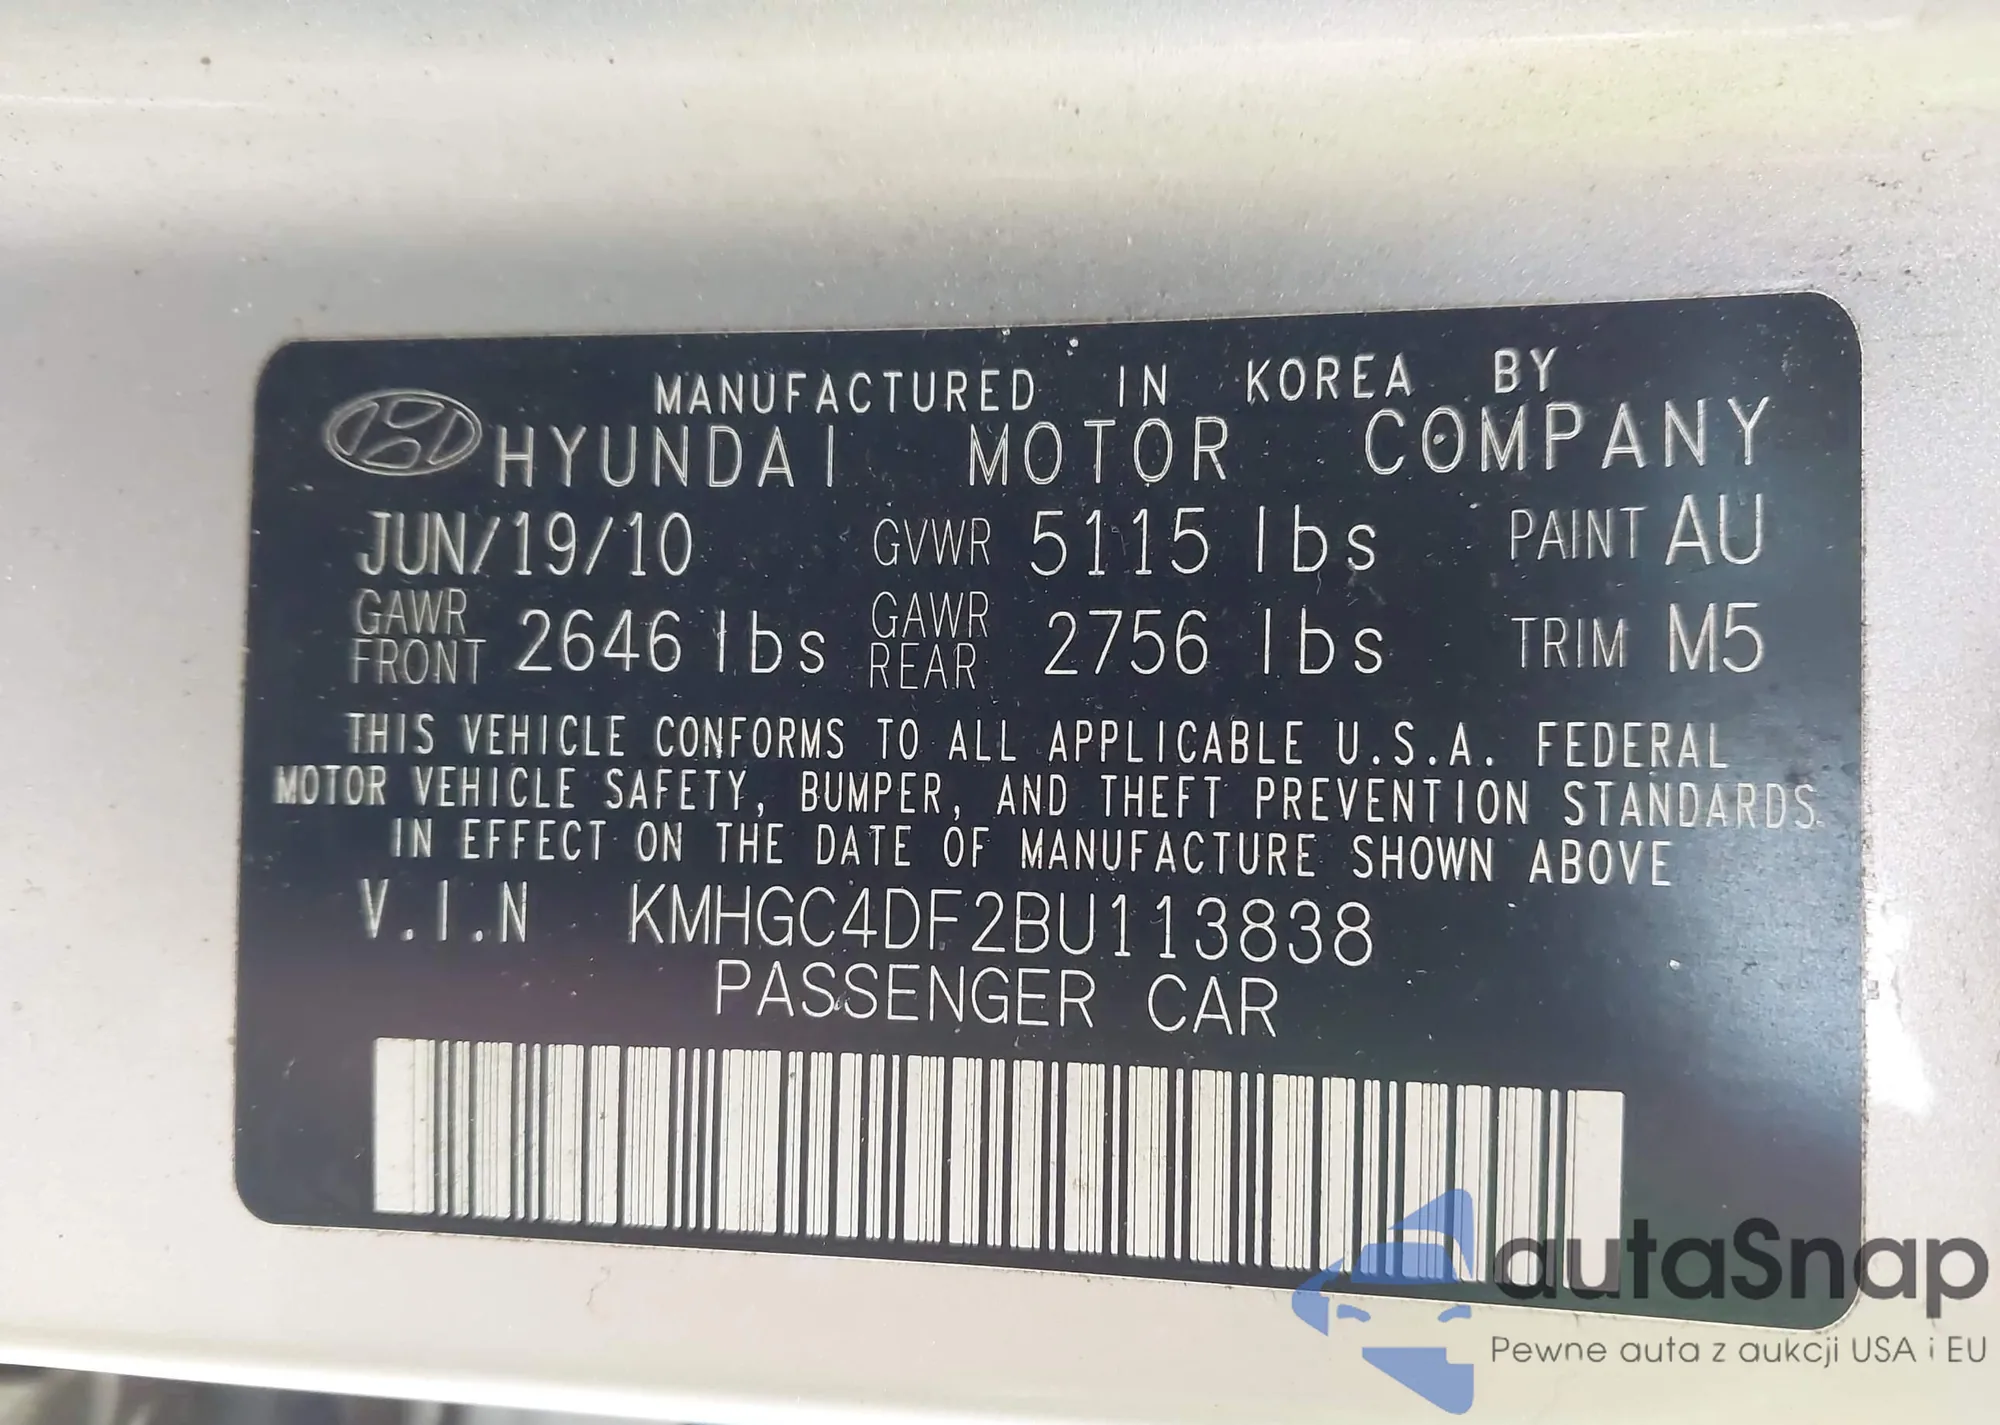 MANUFACTURED IN KOREA BY
HYUNDAI MOTOR COMPANY
JUN/19/10 GVWR 5115 lbs PAINT AU
GAWR FRONT 2646 lbs GAWR REAR 2756 lbs TRIM M5
THIS VEHICLE CONFORMS TO ALL APPLICABLE U.S.A. FEDERAL
MOTOR VEHICLE SAFETY, BUMPER, AND THEFT PREVENTION STANDARDS
IN EFFECT ON THE DATE OF MANUFACTURE SHOWN ABOVE
V.I.N KMHGC4DF2BU113838
PASSENGER CAR
autaSnap
Pewne auta z aukcji USA i EU